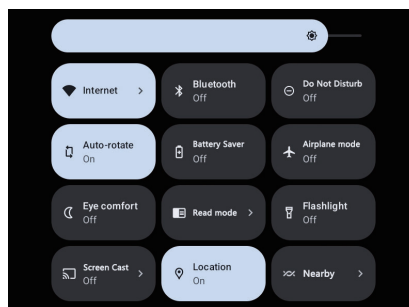 Internet
Bluetooth
Off
Do Not Disturb
Off
Auto-rotate
On
Battery Saver
Off
Airplane mode
Off
Eye comfort
Off
Read mode
Flashlight
Off
Screen Cast
Off
Location
On
Nearby